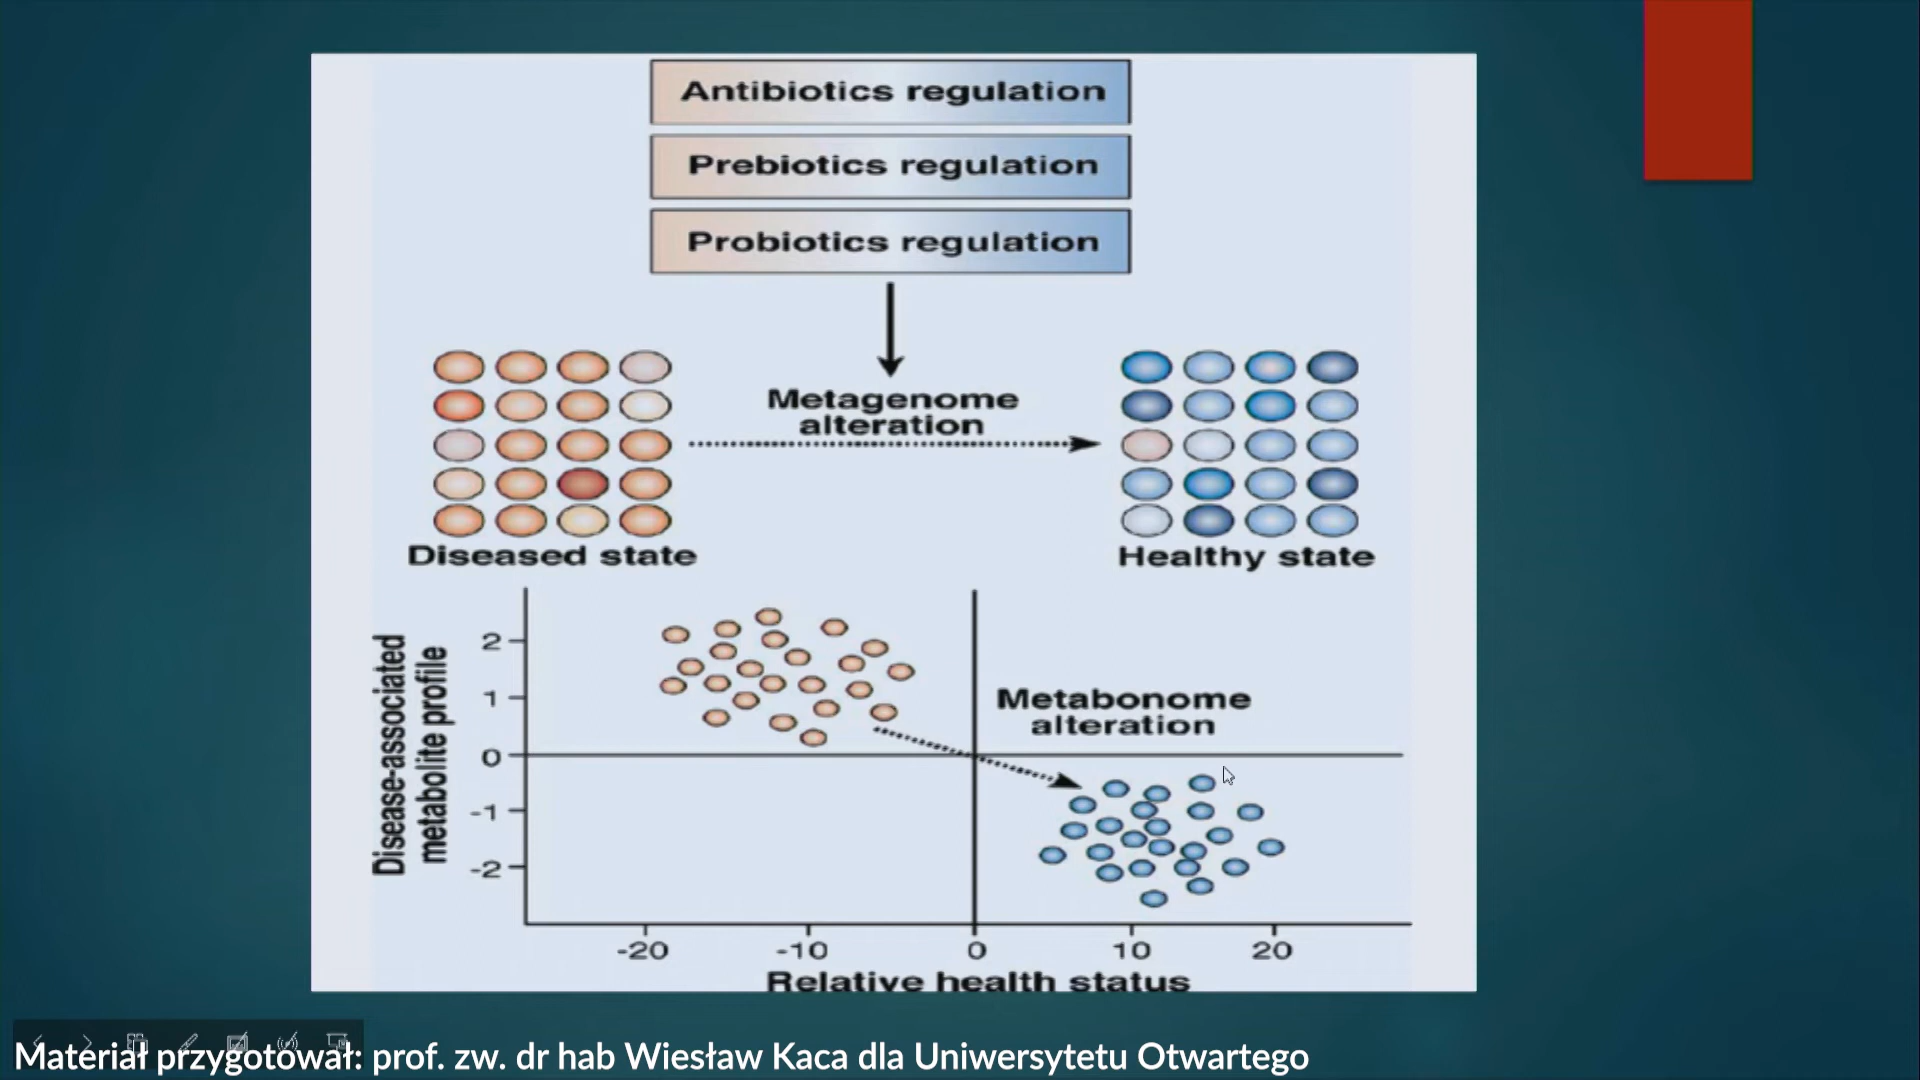 Antibiotics regulation
Prebiotics regulation
Probiotics regulation
Metagenome
alteration
Diseased state
Healthy state
Disease-associated
metabolite profile
2
1
0
-1
-2
Metabonome
alteration
-20
-10
0
10
20
Relative health status
Materiał przygotował: prof. zw. dr hab Wiesław Kaca dla Uniwersytetu Otwartego